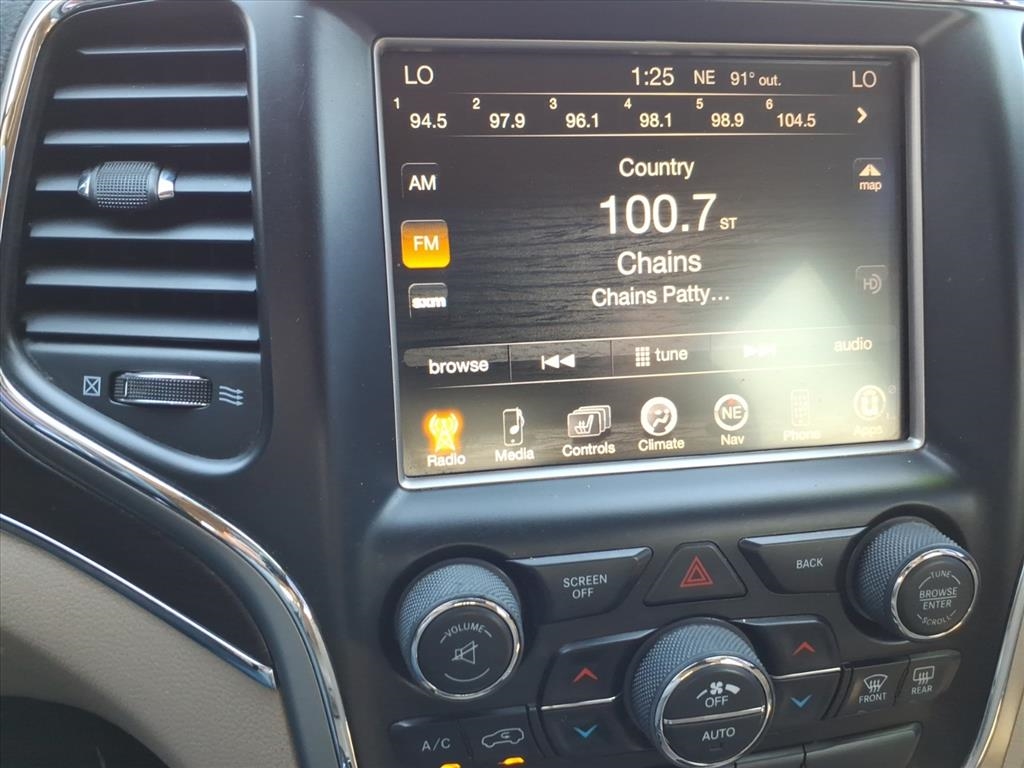 LO 1:25 NE 91° out. LO
1 94.5 2 97.9 3 96.1 4 98.1 5 98.9 6 104.5
Country
AM
map
100.7 ST
FM
Chains
HD
sxm
Chains Patty...
browse tune audio
Radio Media Controls Climate NE Nav Phone Apps
SCREEN OFF
BACK
TUNE
BROWSE
ENTER
SCROLL
VOLUME
OFF
AUTO
FRONT
REAR
A/C